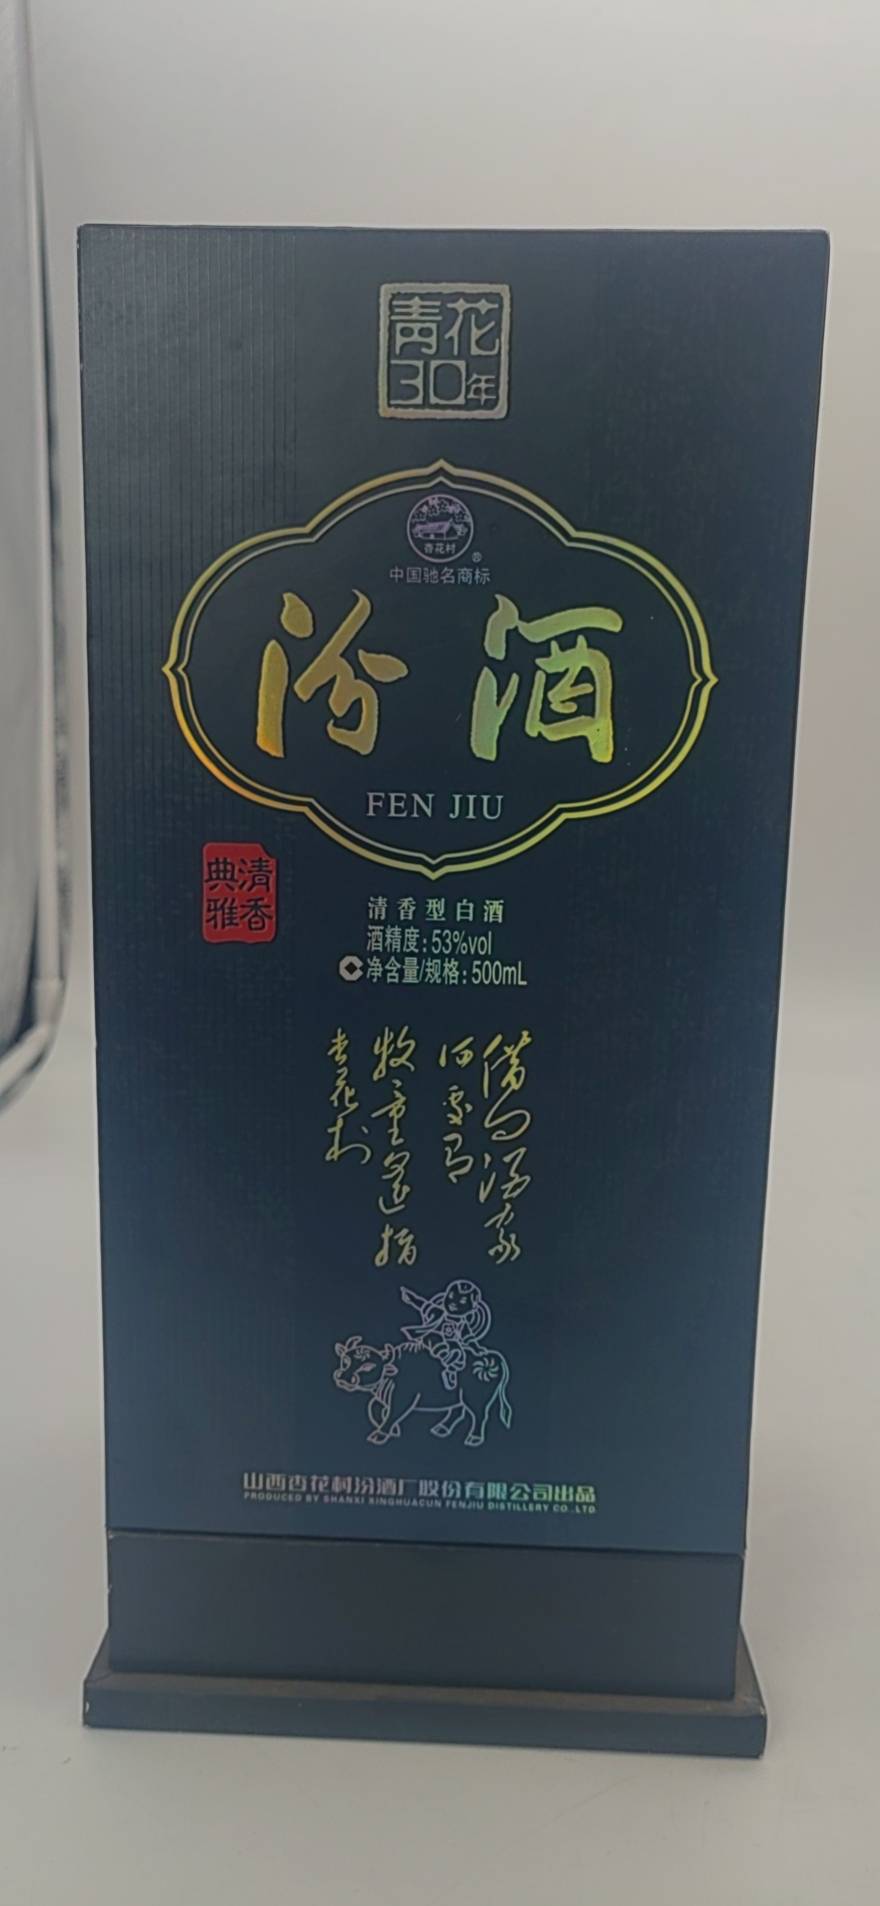 青花
30年
杏花村
®
中国驰名商标
汾酒
FEN JIU
清香
典雅
清香型白酒
酒精度:53%vol
净含量/规格:500mL
借问酒家
何处有
牧童遥指
杏花村
山西杏花村汾酒厂股份有限公司出品
PRODUCED BY SHANXI XINGHUACUN FENJIU DISTILLERY CO.,LTD.